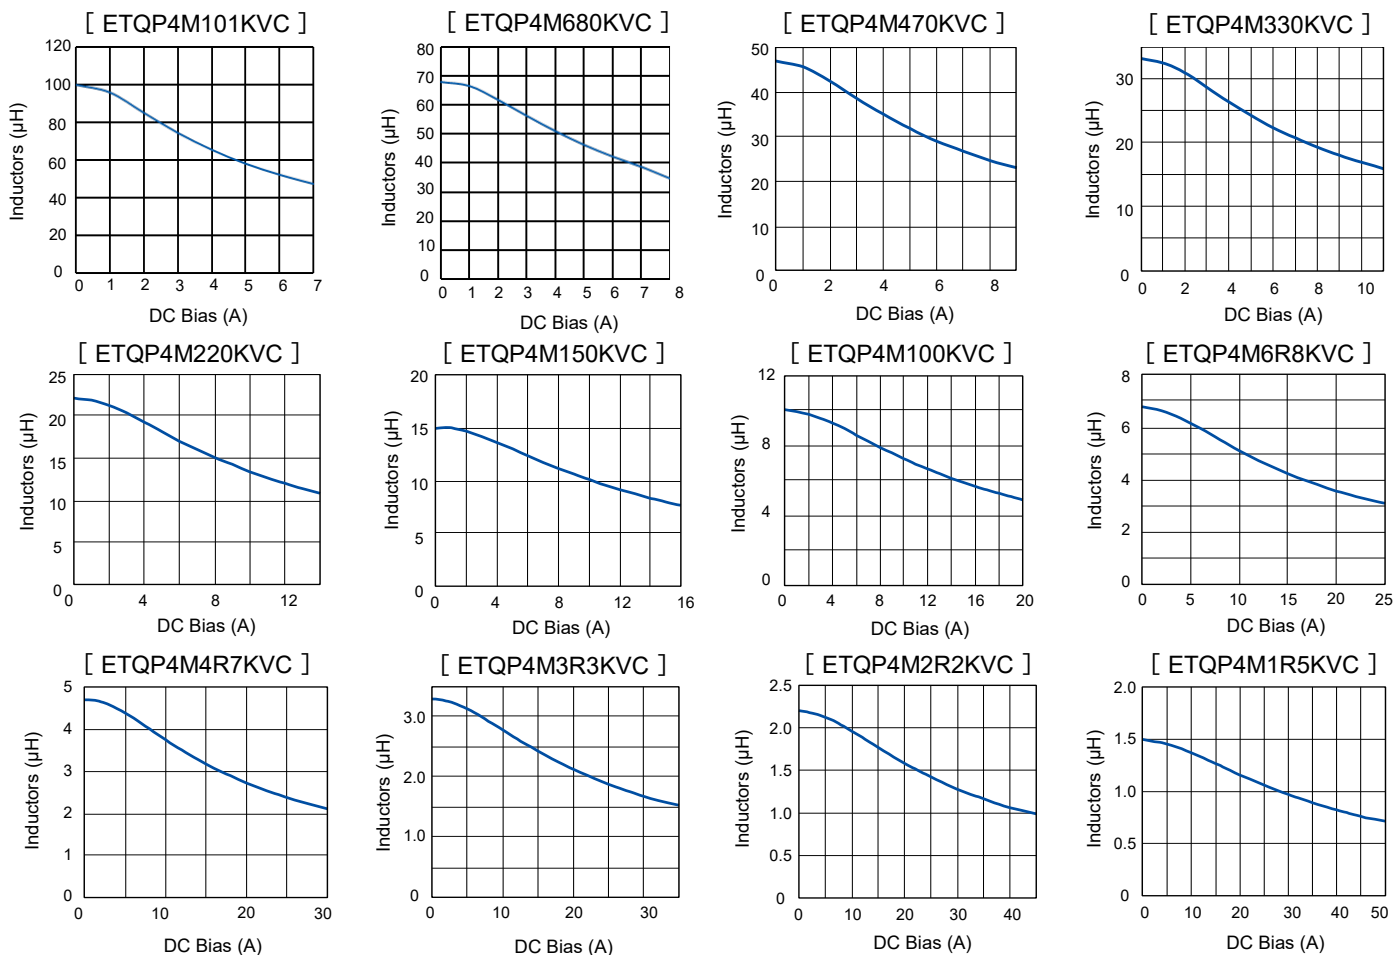 [ ETQP4M101KVC ]
120
100
80
60
40
20
0
Inductors (μH)
0 1 2 3 4 5 6 7
DC Bias (A)
[ ETQP4M680KVC ]
80
70
60
50
40
30
20
10
0
Inductors (μH)
0 1 2 3 4 5 6 7 8
DC Bias (A)
[ ETQP4M470KVC ]
50
40
30
20
10
0
Inductors (μH)
0 2 4 6 8
DC Bias (A)
[ ETQP4M330KVC ]
30
20
10
0
Inductors (μH)
0 2 4 6 8 10
DC Bias (A)
[ ETQP4M220KVC ]
25
20
15
10
5
0
Inductors (μH)
0 4 8 12
DC Bias (A)
[ ETQP4M150KVC ]
20
15
10
5
0
Inductors (μH)
0 4 8 12 16
DC Bias (A)
[ ETQP4M100KVC ]
12
8
4
0
Inductors (μH)
0 4 8 12 16 20
DC Bias (A)
[ ETQP4M6R8KVC ]
8
6
4
2
0
Inductors (μH)
0 5 10 15 20 25
DC Bias (A)
[ ETQP4M4R7KVC ]
5
4
3
2
1
0
Inductors (μH)
0 10 20 30
DC Bias (A)
[ ETQP4M3R3KVC ]
3.0
2.0
1.0
0
Inductors (μH)
0 10 20 30
DC Bias (A)
[ ETQP4M2R2KVC ]
2.5
2.0
1.5
1.0
0.5
0
Inductors (μH)
0 10 20 30 40
DC Bias (A)
[ ETQP4M1R5KVC ]
2.0
1.5
1.0
0.5
0
Inductors (μH)
0 10 20 30 40 50
DC Bias (A)